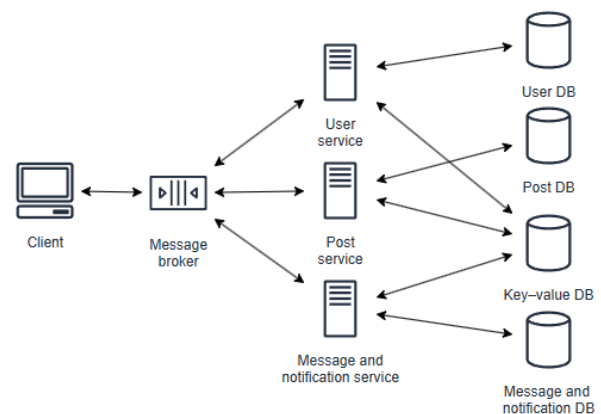 User DB
User
service
Post DB
Client
Message
broker
Post
service
Key–value DB
Message and
notification service
Message and
notification DB